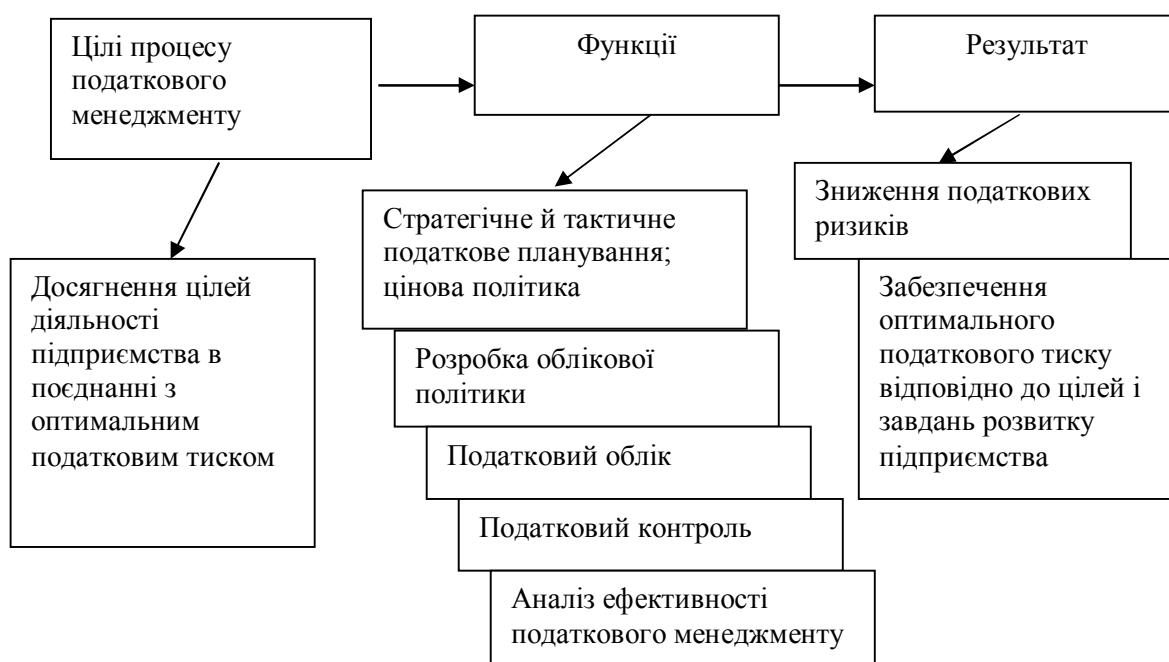 Цілі процесу
податкового
менеджменту
Функції
Результат
Досягнення цілей
діяльності
підприємства в
поєднанні з
оптимальним
податковим тиском
Стратегічне й тактичне
податкове планування;
цінова політика
Розробка облікової
політики
Податковий облік
Податковий контроль
Аналіз ефективності
податкового менеджменту
Зниження податкових
ризиків
Забезпечення
оптимального
податкового тиску
відповідно до цілей і
завдань розвитку
підприємства